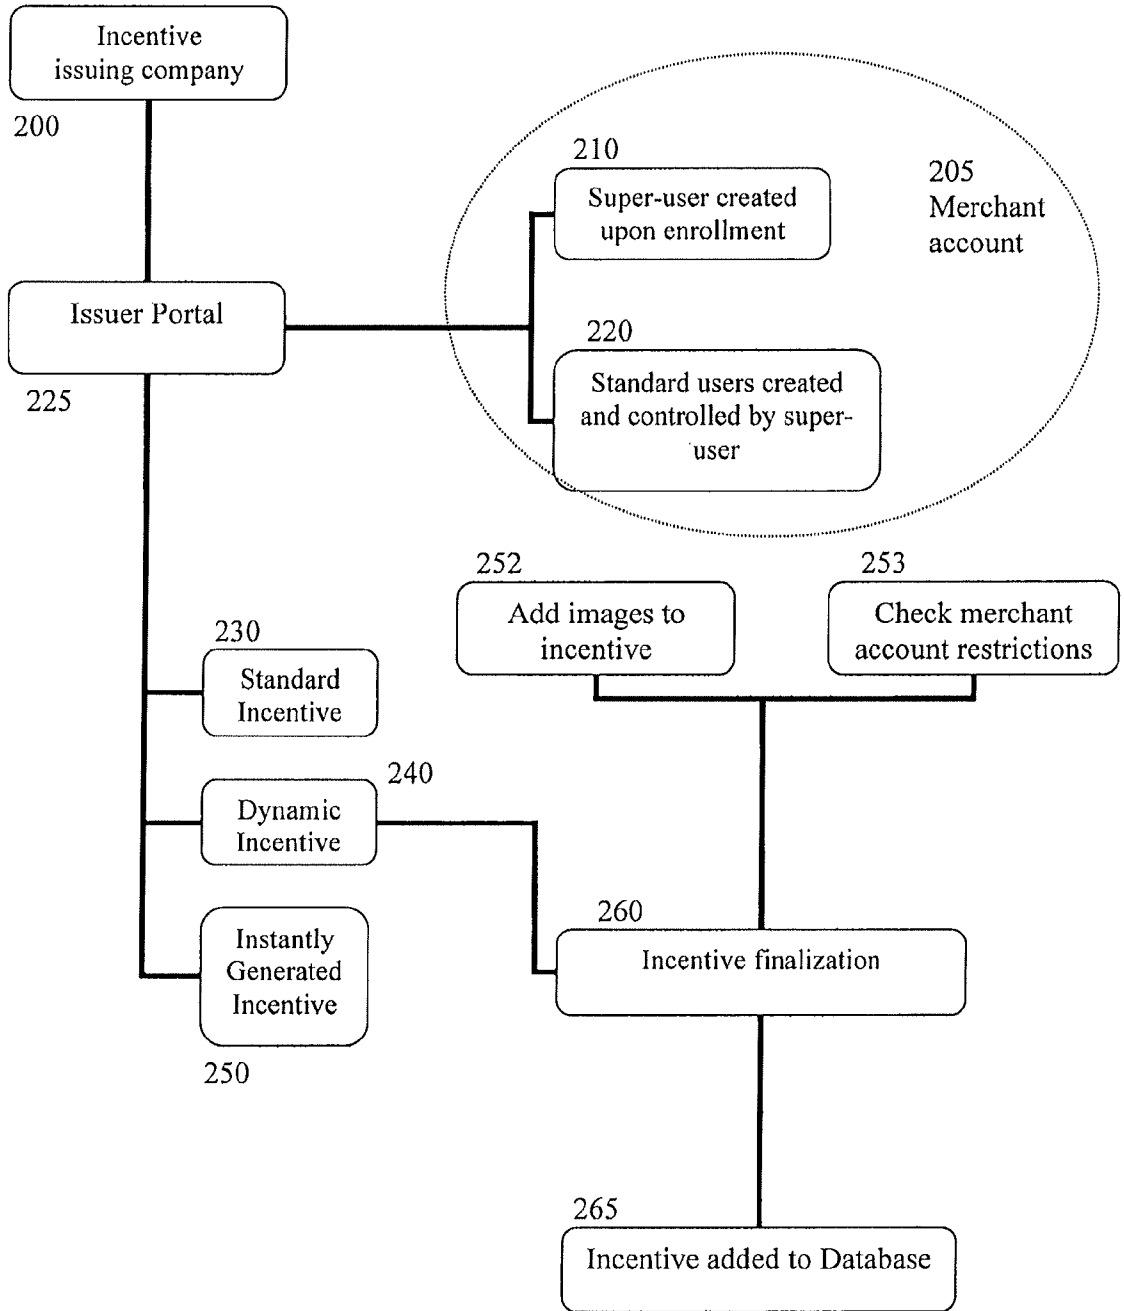 Incentive
issuing company
200
210
Super-user created
upon enrollment
205
Merchant
account
Issuer Portal
225
220
Standard users created
and controlled by super-
user
252
Add images to
incentive
253
Check merchant
account restrictions
230
Standard
Incentive
240
Dynamic
Incentive
Instantly
Generated
Incentive
250
260
Incentive finalization
265
Incentive added to Database